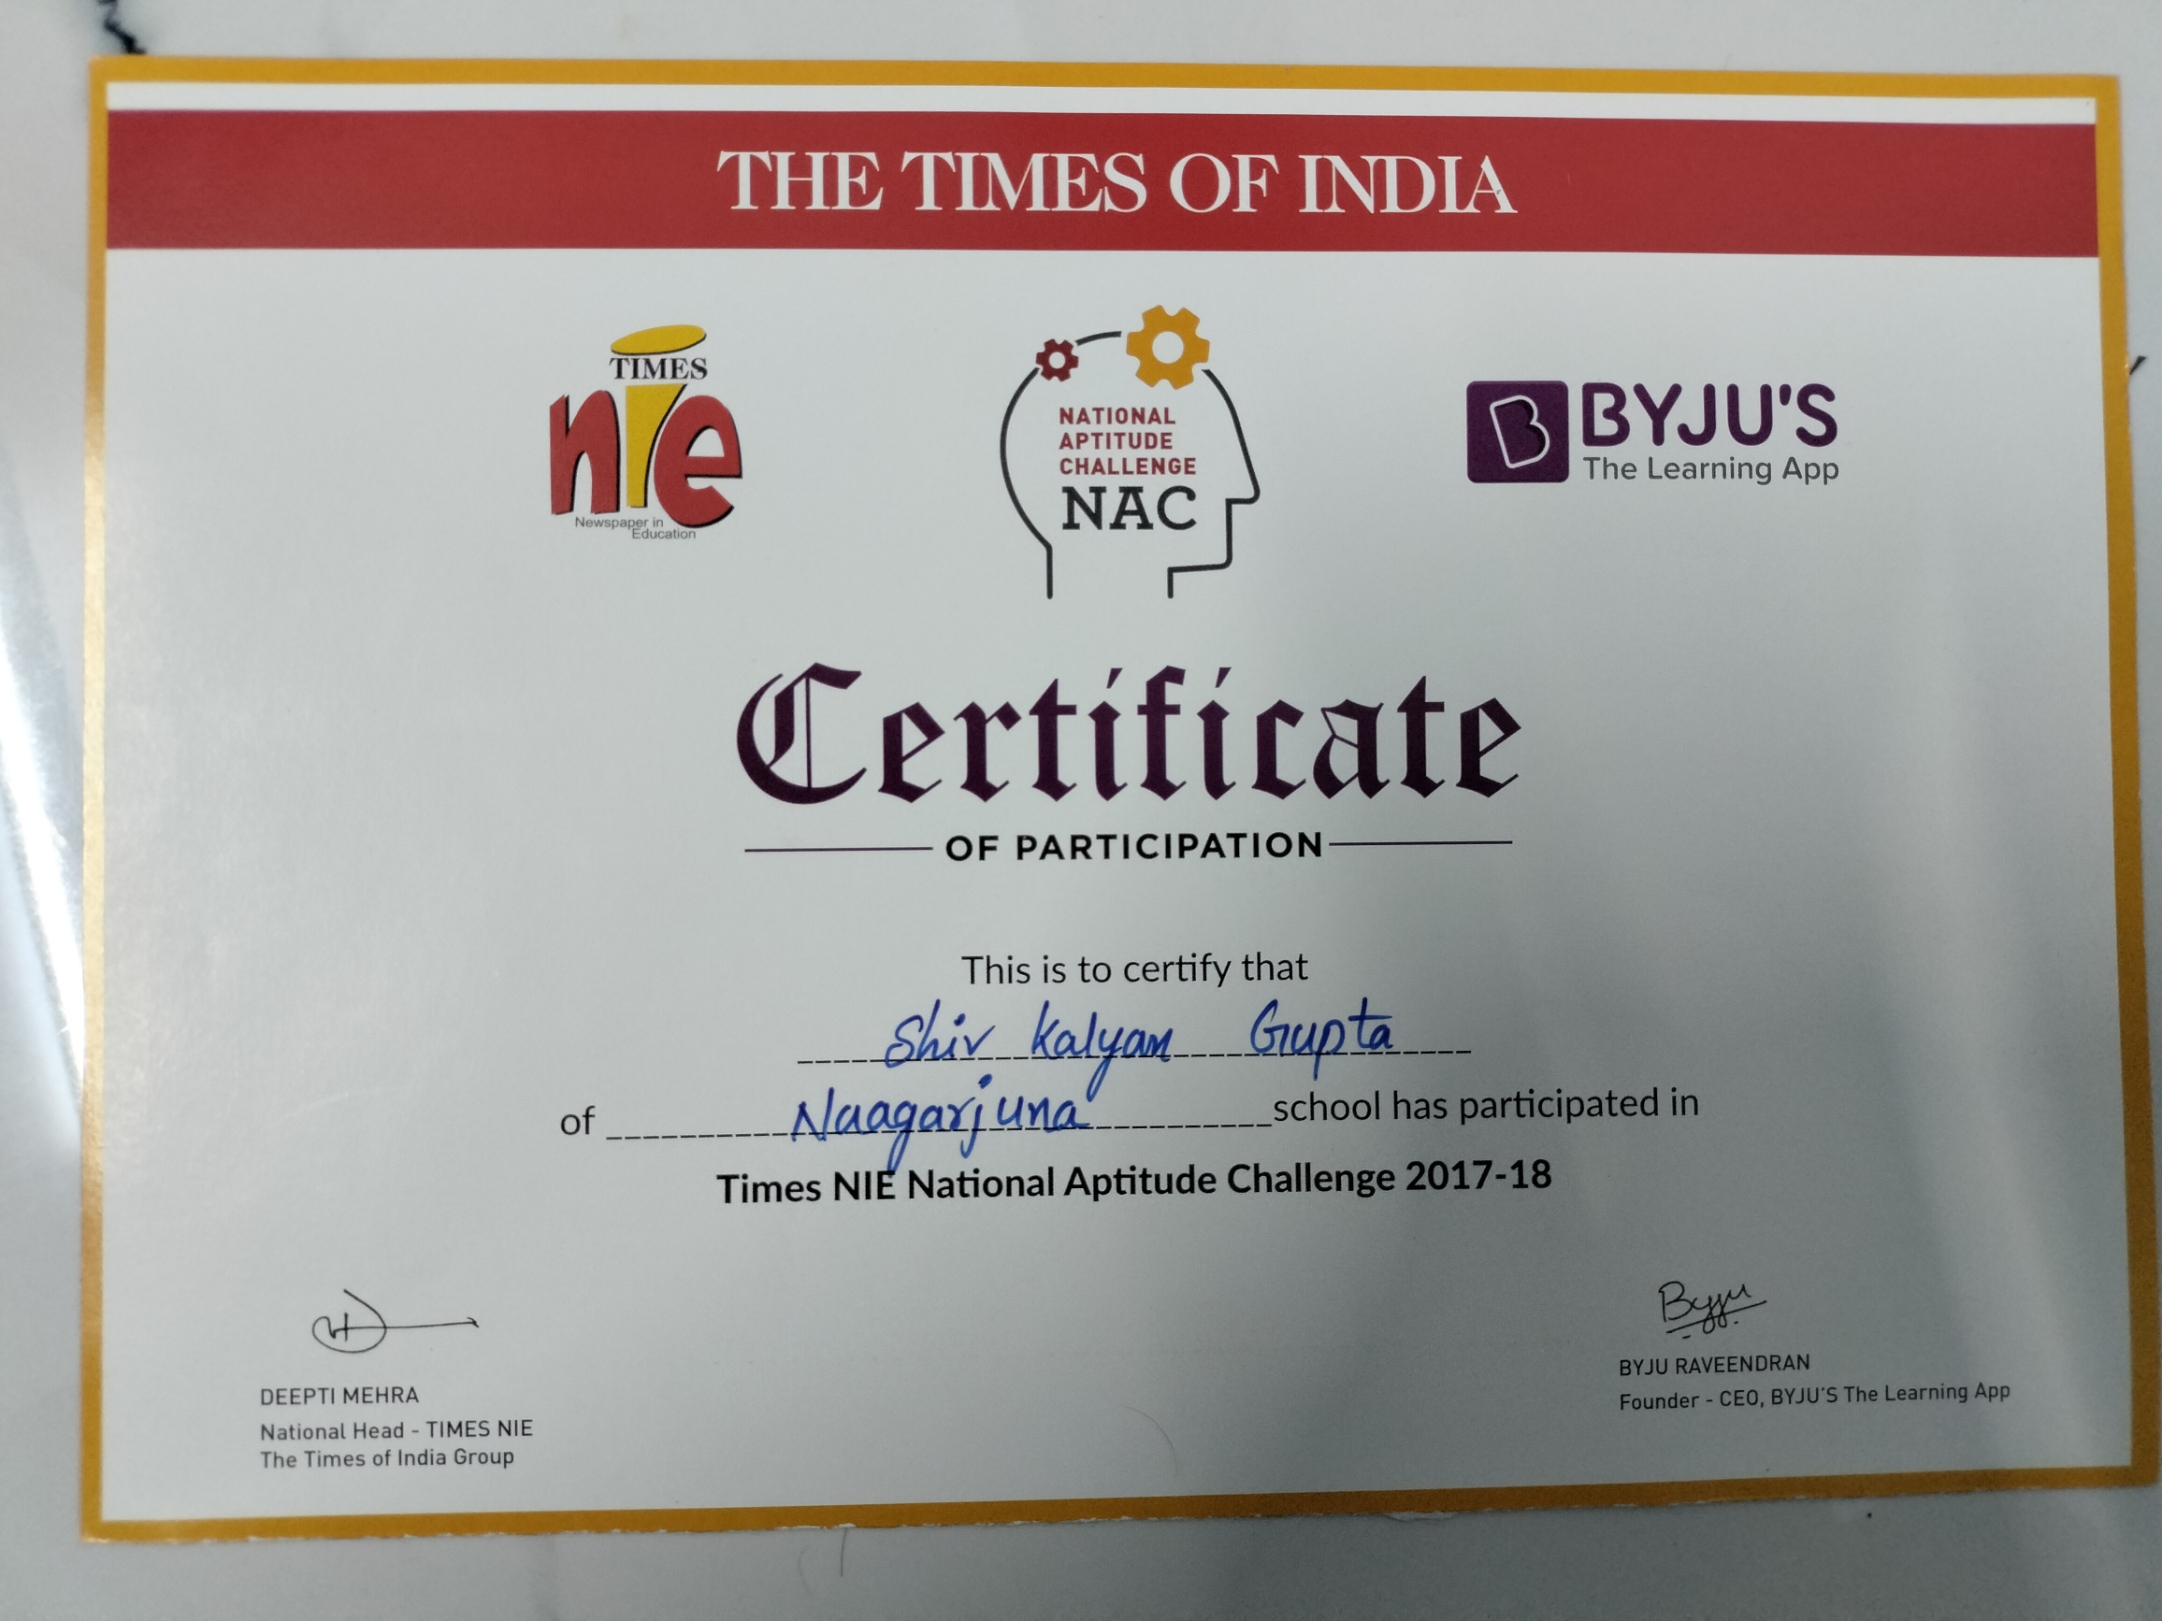 THE TIMES OF INDIA
TIMES
nie
Newspaper in
Education
NATIONAL
APTITUDE
CHALLENGE
NAC
B BYJU'S
The Learning App
Certificate
OF PARTICIPATION
This is to certify that
Shiv Kalyan Gupta
of Naagarjuna school has participated in
Times NIE National Aptitude Challenge 2017-18
DEEPTI MEHRA
National Head - TIMES NIE
The Times of India Group
Byju
BYJU RAVEENDRAN
Founder - CEO, BYJU'S The Learning App